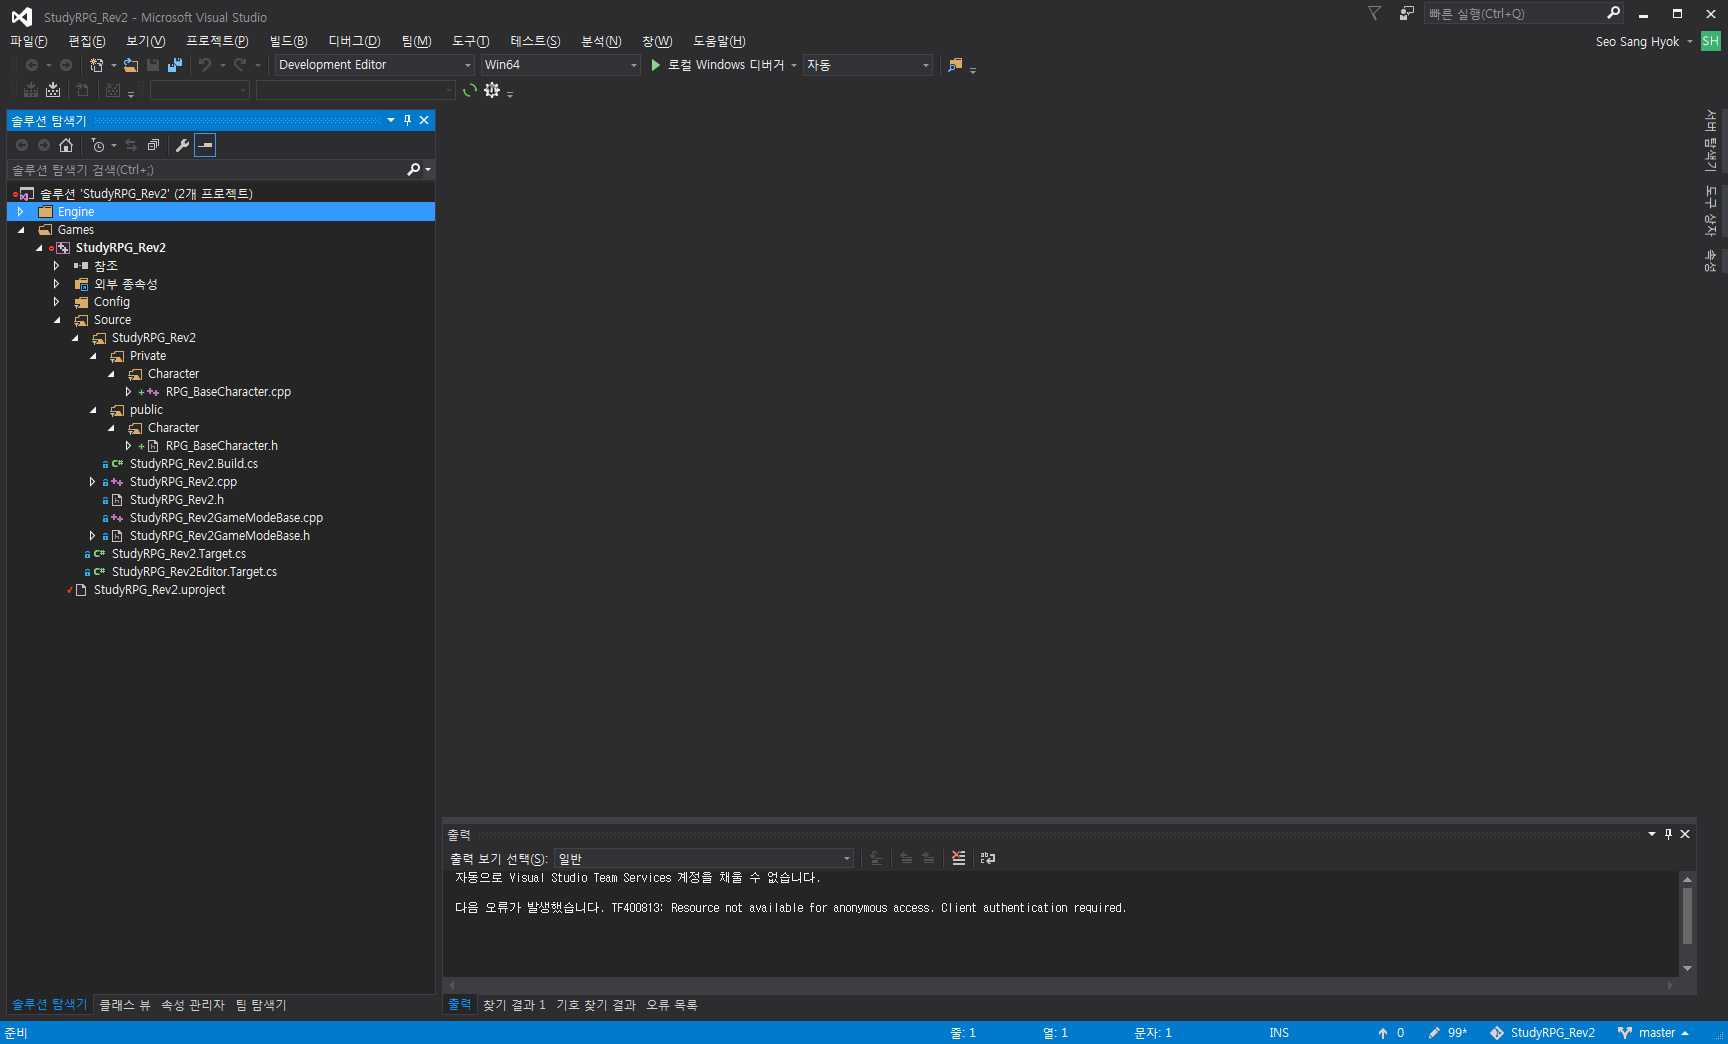 StudyRPG_Rev2 - Microsoft Visual Studio
빠른 실행(Ctrl+Q)
파일(F) 편집(E) 보기(V) 프로젝트(P) 빌드(B) 디버그(D) 팀(M) 도구(T) 테스트(S) 분석(N) 창(W) 도움말(H)
Seo Sang Hyok SH
Development Editor Win64 로컬 Windows 디버거 자동
솔루션 탐색기
솔루션 탐색기 검색(Ctrl+;)
솔루션 'StudyRPG_Rev2' (2개 프로젝트)
Engine
Games
StudyRPG_Rev2
참조
외부 종속성
Config
Source
StudyRPG_Rev2
Private
Character
RPG_BaseCharacter.cpp
public
Character
RPG_BaseCharacter.h
StudyRPG_Rev2.Build.cs
StudyRPG_Rev2.cpp
StudyRPG_Rev2.h
StudyRPG_Rev2GameModeBase.cpp
StudyRPG_Rev2GameModeBase.h
StudyRPG_Rev2.Target.cs
StudyRPG_Rev2Editor.Target.cs
StudyRPG_Rev2.uproject
서버 탐색기
도구 상자
속성
출력
출력 보기 선택(S): 일반
자동으로 Visual Studio Team Services 계정을 채울 수 없습니다.
다음 오류가 발생했습니다. TF400813: Resource not available for anonymous access. Client authentication required.
솔루션 탐색기 클래스 뷰 속성 관리자 팀 탐색기
출력 찾기 결과 1 기호 찾기 결과 오류 목록
준비 줄: 1 열: 1 문자: 1 INS 0 99* StudyRPG_Rev2 master